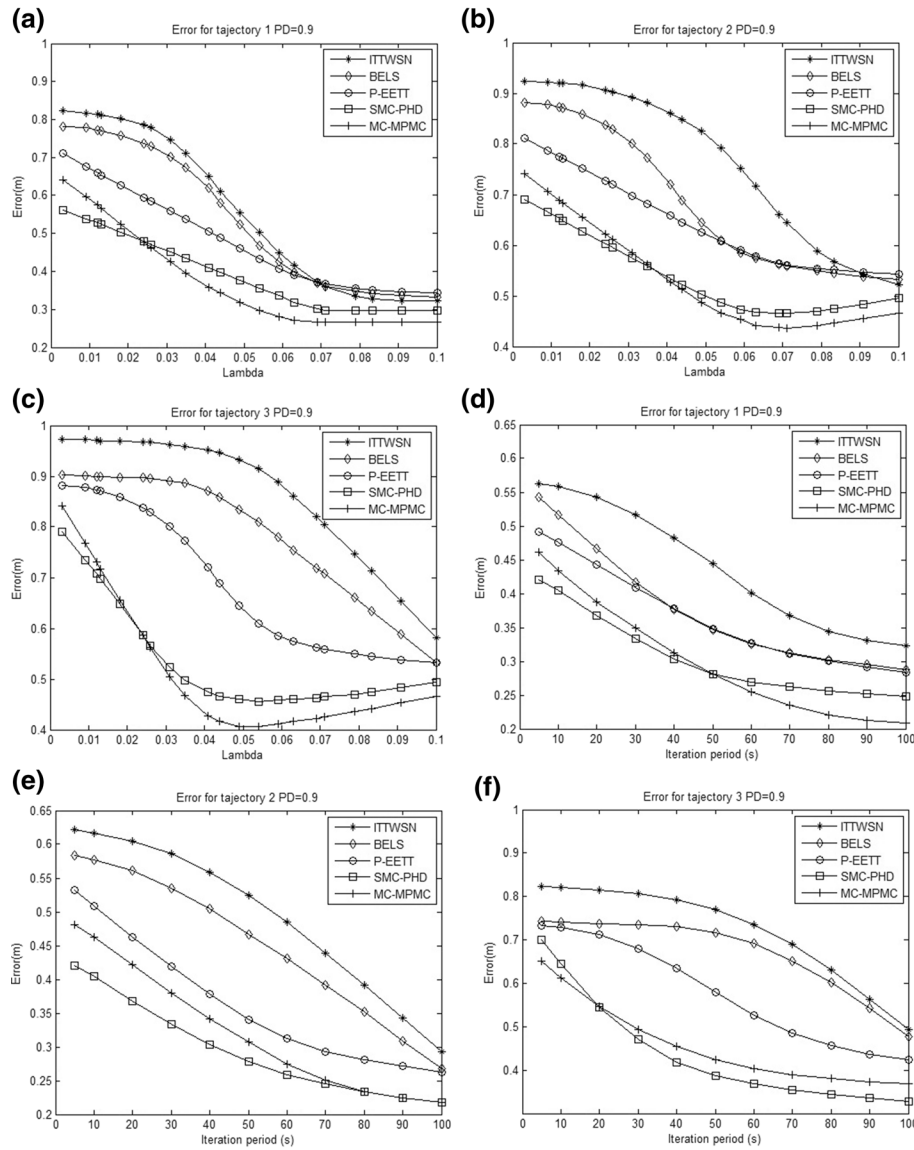 (a)
Error for tajectory 1 PD=0.9
1
0.9
0.8
0.7
0.6
0.5
0.4
0.3
0.2
Error(m)
ITTWSN
BELS
P-EETT
SMC-PHD
MC-MPMC
0 0.01 0.02 0.03 0.04 0.05 0.06 0.07 0.08 0.09 0.1
Lambda
(b)
Error for tajectory 2 PD=0.9
1
0.9
0.8
0.7
0.6
0.5
0.4
Error(m)
ITTWSN
BELS
P-EETT
SMC-PHD
MC-MPMC
0 0.01 0.02 0.03 0.04 0.05 0.06 0.07 0.08 0.09 0.1
Lambda
(c)
Error for tajectory 3 PD=0.9
1
0.9
0.8
0.7
0.6
0.5
0.4
Error(m)
ITTWSN
BELS
P-EETT
SMC-PHD
MC-MPMC
0 0.01 0.02 0.03 0.04 0.05 0.06 0.07 0.08 0.09 0.1
Lambda
(d)
Error for tajectory 1 PD=0.9
0.65
0.6
0.55
0.5
0.45
0.4
0.35
0.3
0.25
0.2
Error(m)
ITTWSN
BELS
P-EETT
SMC-PHD
MC-MPMC
0 10 20 30 40 50 60 70 80 90 100
Iteration period (s)
(e)
Error for tajectory 2 PD=0.9
0.65
0.6
0.55
0.5
0.45
0.4
0.35
0.3
0.25
0.2
Error(m)
ITTWSN
BELS
P-EETT
SMC-PHD
MC-MPMC
0 10 20 30 40 50 60 70 80 90 100
Iteration period (s)
(f)
Error for tajectory 3 PD=0.9
1
0.9
0.8
0.7
0.6
0.5
0.4
Error(m)
ITTWSN
BELS
P-EETT
SMC-PHD
MC-MPMC
0 10 20 30 40 50 60 70 80 90 100
Iteration period (s)